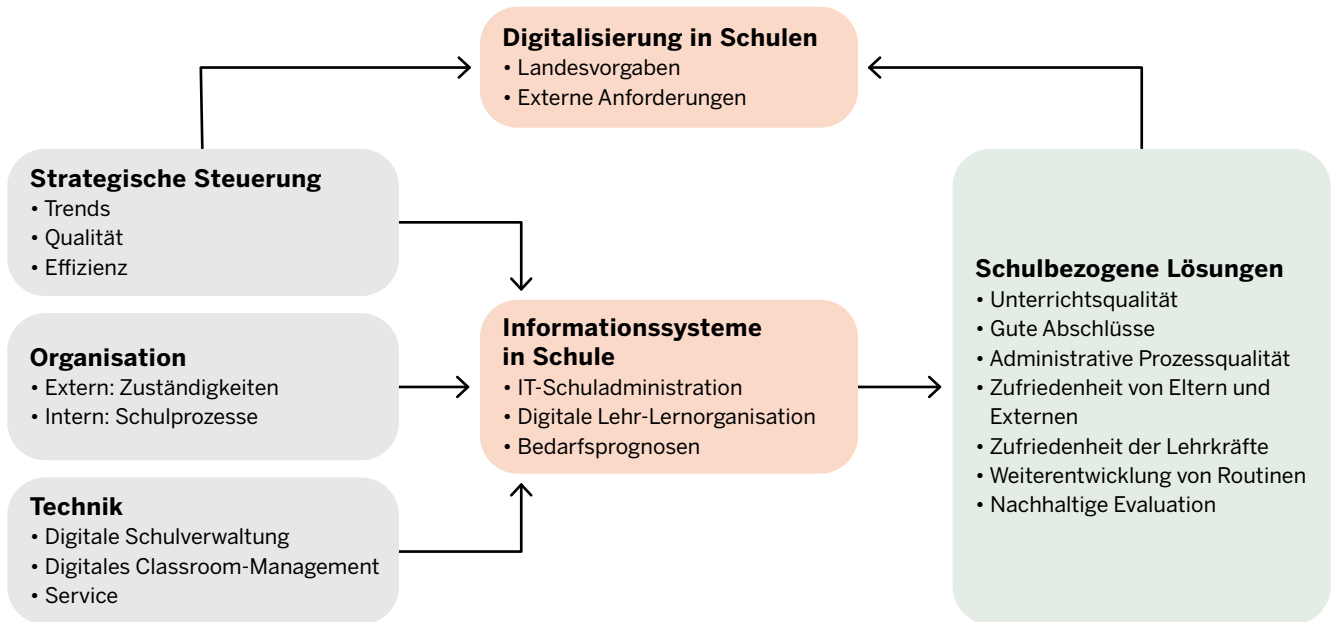 Digitalisierung in Schulen
• Landesvorgaben
• Externe Anforderungen
Strategische Steuerung
• Trends
• Qualität
• Effizienz
Organisation
• Extern: Zuständigkeiten
• Intern: Schulprozesse
Technik
• Digitale Schulverwaltung
• Digitales Classroom-Management
• Service
Informationssysteme
in Schule
• IT-Schuladministration
• Digitale Lehr-Lernorganisation
• Bedarfsprognosen
Schulbezogene Lösungen
• Unterrichtsqualität
• Gute Abschlüsse
• Administrative Prozessqualität
• Zufriedenheit von Eltern und
Externen
• Zufriedenheit der Lehrkräfte
• Weiterentwicklung von Routinen
• Nachhaltige Evaluation